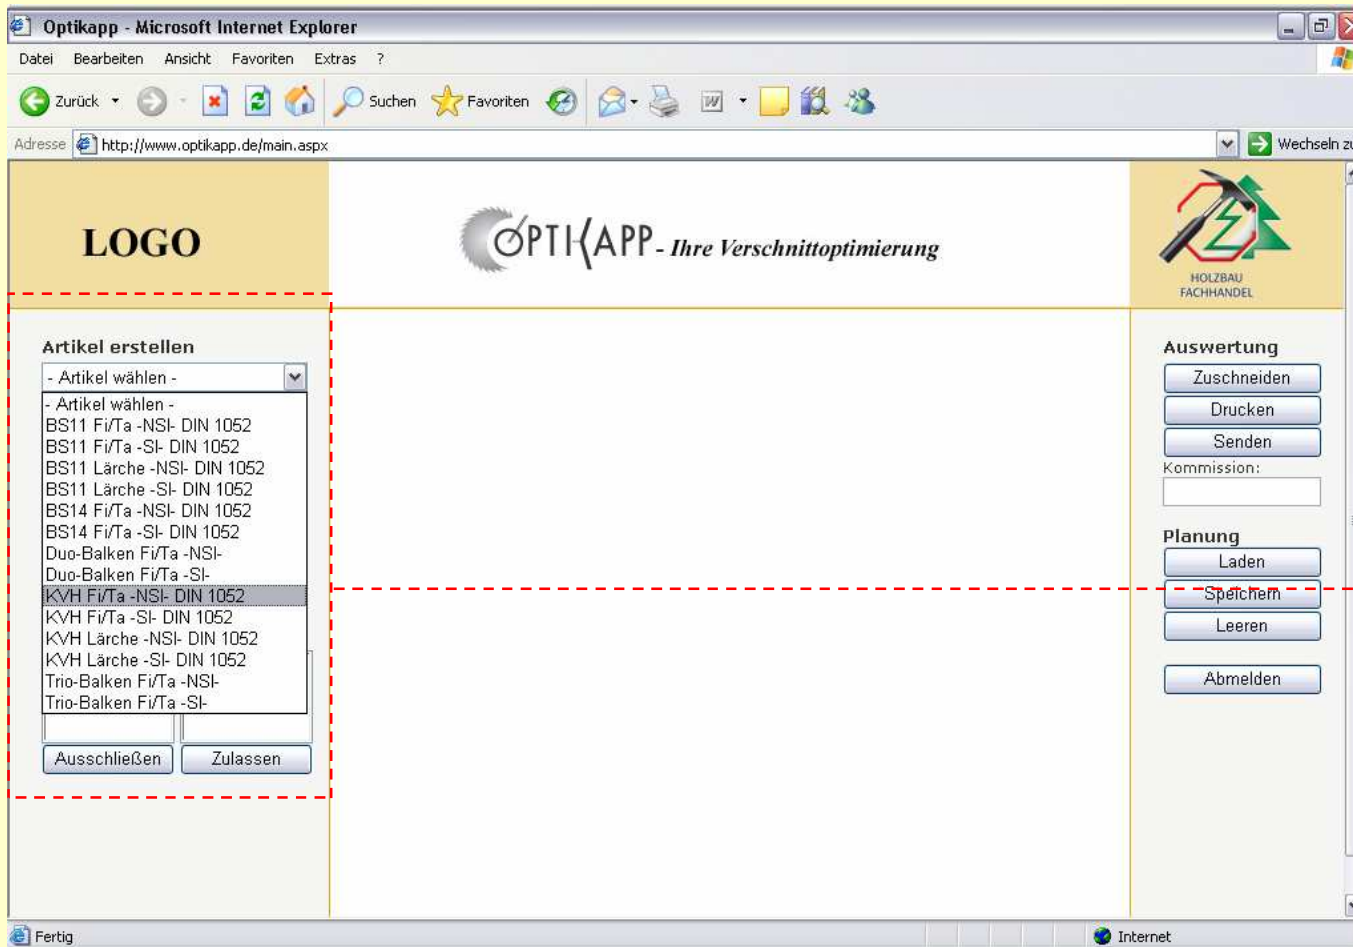 Optikapp - Microsoft Internet Explorer
Datei Bearbeiten Ansicht Favoriten Extras ?
Zurück Suchen Favoriten
Adresse http://www.optikapp.de/main.aspx Wechseln zu
LOGO
OPTIKAPP - Ihre Verschnittoptimierung
HOLZBAU
FACHHANDEL
Artikel erstellen
- Artikel wählen -
- Artikel wählen -
BS11 Fi/Ta -NSI- DIN 1052
BS11 Fi/Ta -SI- DIN 1052
BS11 Lärche -NSI- DIN 1052
BS11 Lärche -SI- DIN 1052
BS14 Fi/Ta -NSI- DIN 1052
BS14 Fi/Ta -SI- DIN 1052
Duo-Balken Fi/Ta -NSI-
Duo-Balken Fi/Ta -SI-
KVH Fi/Ta -NSI- DIN 1052
KVH Fi/Ta -SI- DIN 1052
KVH Lärche -NSI- DIN 1052
KVH Lärche -SI- DIN 1052
Trio-Balken Fi/Ta -NSI-
Trio-Balken Fi/Ta -SI-
Ausschließen Zulassen
Auswertung
Zuschneiden
Drucken
Senden
Kommission:
Planung
Laden
Speichern
Leeren
Abmelden
Fertig Internet